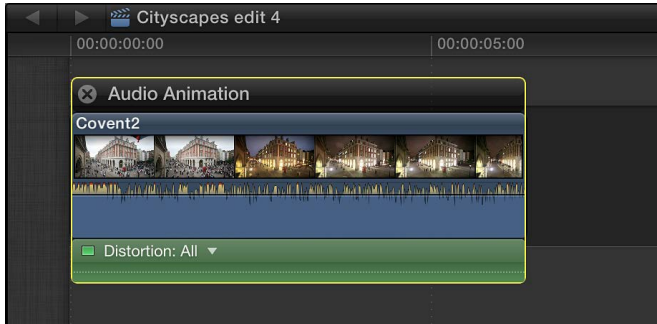 Cityscapes edit 4
00:00:00:00 00:00:05:00
Audio Animation
Covent2
Distortion: All